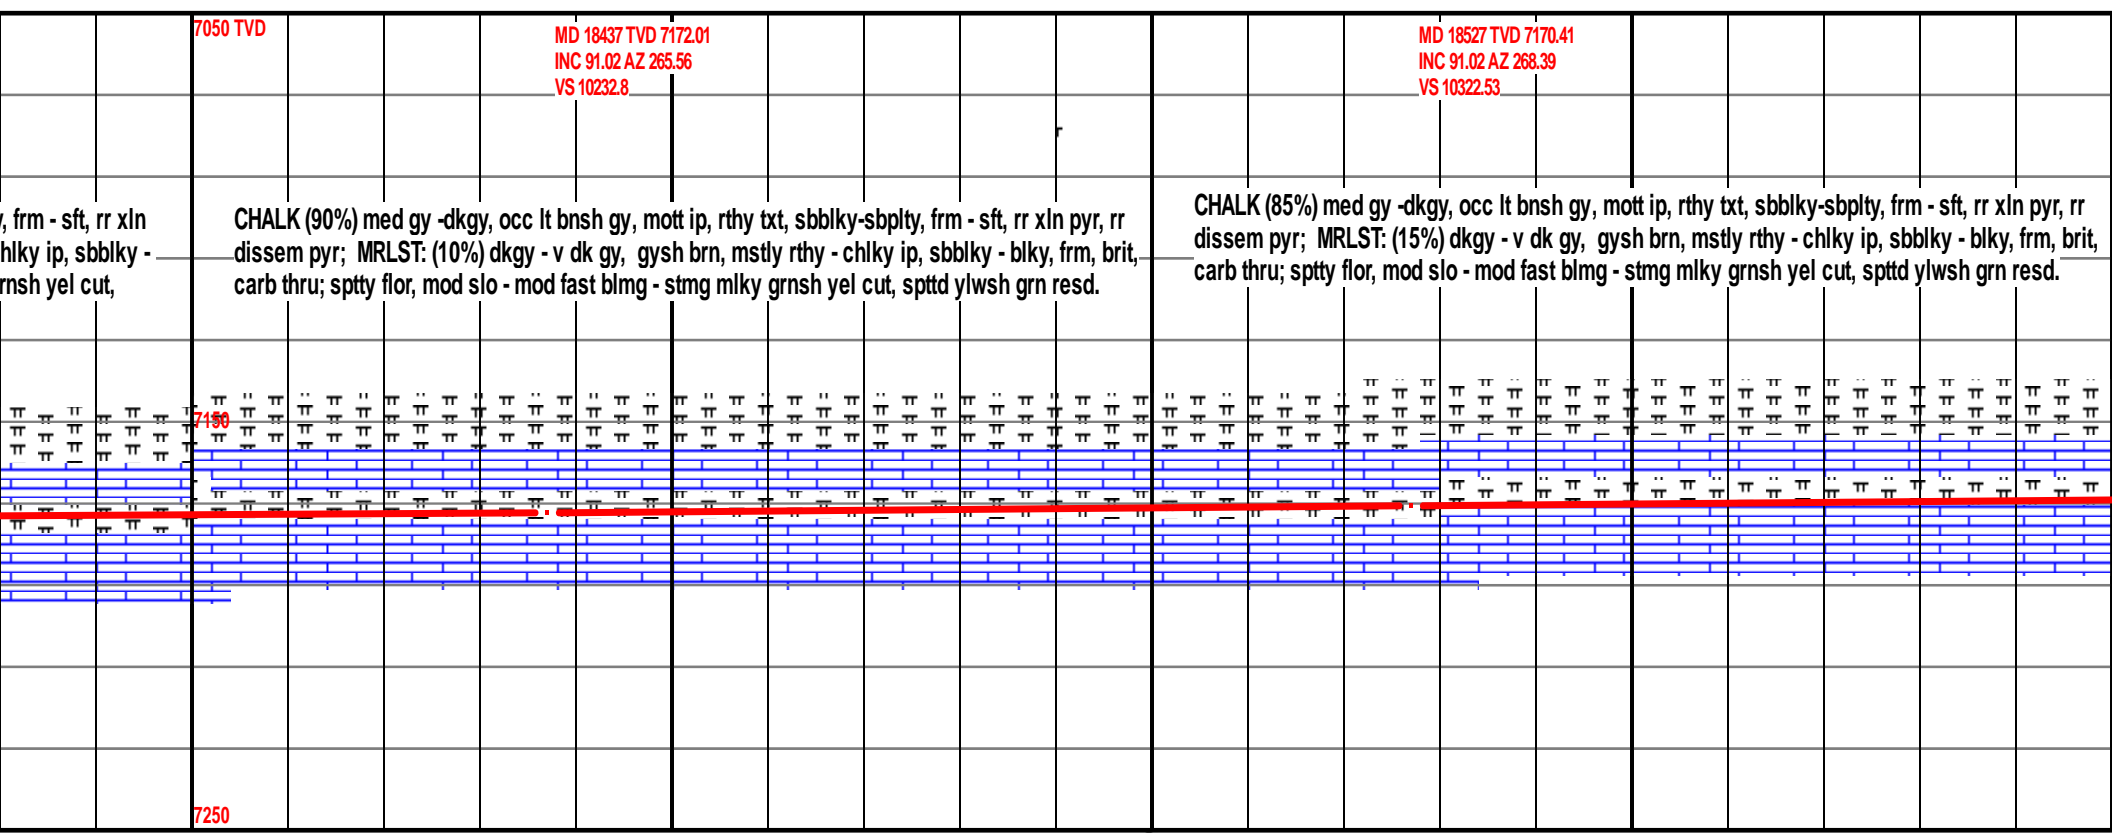 7050 TVD
MD 18437 TVD 7172.01
INC 91.02 AZ 265.56
VS 10232.8
MD 18527 TVD 7170.41
INC 91.02 AZ 268.39
VS 10322.53
, frm - sft, rr xln
hlky ip, sbblky -
rnsh yel cut,
CHALK (90%) med gy -dkgy, occ lt bnsh gy, mott ip, rthy txt, sbblky-sbplty, frm - sft, rr xln pyr, rr
dissem pyr; MRLST: (10%) dkgy - v dk gy, gysh brn, mstly rthy - chlky ip, sbblky - blky, frm, brit,
carb thru; sptty flor, mod slo - mod fast blmg - stmg mlky grnsh yel cut, spttd ylwsh grn resd.
CHALK (85%) med gy -dkgy, occ lt bnsh gy, mott ip, rthy txt, sbblky-sbplty, frm - sft, rr xln pyr, rr
dissem pyr; MRLST: (15%) dkgy - v dk gy, gysh brn, mstly rthy - chlky ip, sbblky - blky, frm, brit,
carb thru; sptty flor, mod slo - mod fast blmg - stmg mlky grnsh yel cut, spttd ylwsh grn resd.
7150
7250